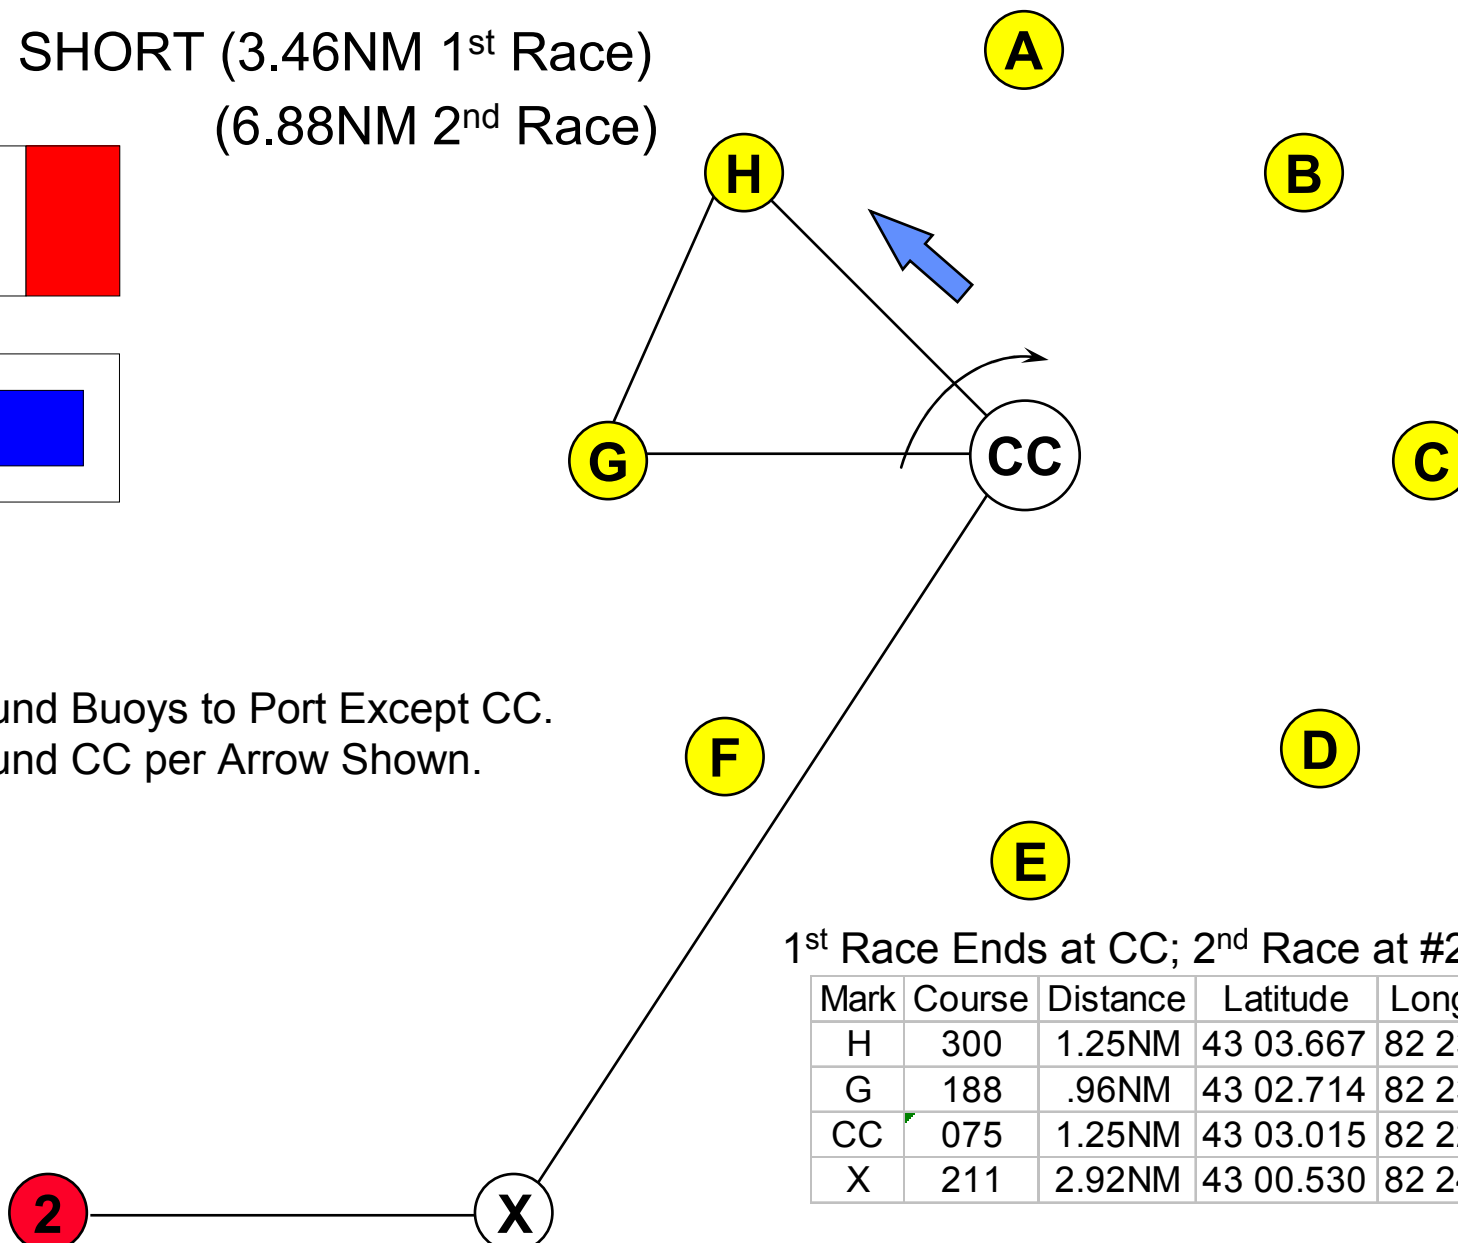 SHORT (3.46NM 1st Race)
(6.88NM 2nd Race)
A
H
B
G
CC
C
Buoys to Port Except CC.
CC per Arrow Shown.
F
D
E
1st Race Ends at CC; 2nd Race at #2
Mark Course Distance Latitude
H 300 1.25NM 43 03.667 82
G 188 .96NM 43 02.714 82
CC 075 1.25NM 43 03.015 82
X 211 2.92NM 43 00.530 82
2
X